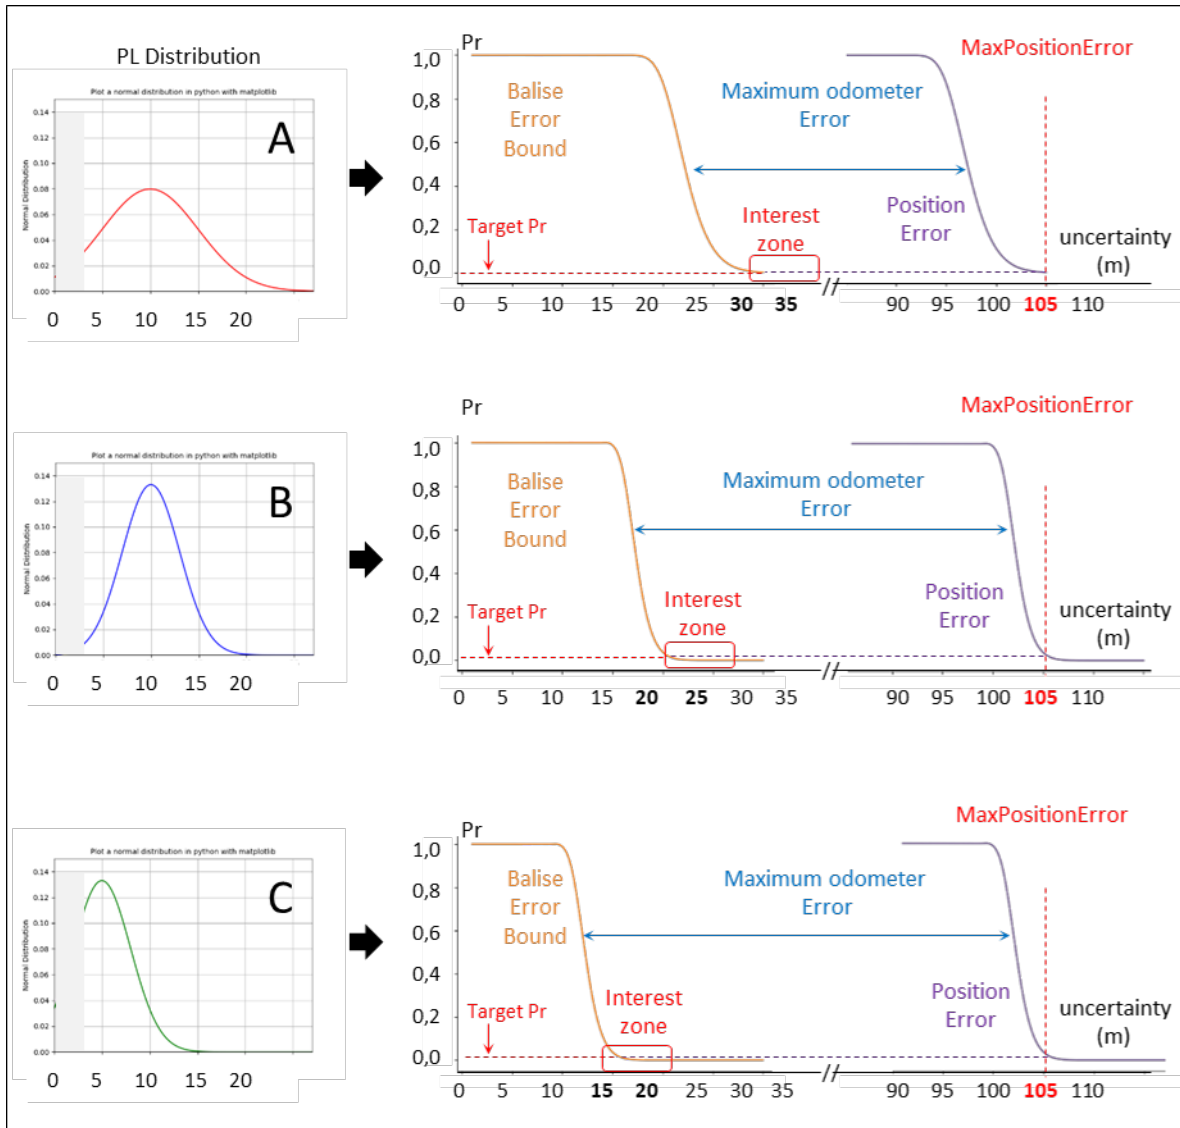 PL Distribution
Plot a normal distribution in python with matplotlib
A
Normal Distribution
0.14
0.12
0.10
0.08
0.06
0.04
0.02
0.00
0 5 10 15 20
Pr
MaxPositionError
1,0
0,8
0,6
0,4
0,2
0,0
Balise
Error
Bound
Maximum odometer
Error
Target Pr
Interest
zone
Position
Error
uncertainty
(m)
0 5 10 15 20 25 30 35 // 90 95 100 105 110
Plot a normal distribution in python with matplotlib
B
Normal Distribution
0.14
0.12
0.10
0.08
0.06
0.04
0.02
0.00
0 5 10 15 20
Pr
MaxPositionError
1,0
0,8
0,6
0,4
0,2
0,0
Balise
Error
Bound
Maximum odometer
Error
Target Pr
Interest
zone
Position
Error
uncertainty
(m)
0 5 10 15 20 25 30 35 // 90 95 100 105 110
Plot a normal distribution in python with matplotlib
C
Normal Distribution
0.14
0.12
0.10
0.08
0.06
0.04
0.02
0.00
0 5 10 15 20
Pr
MaxPositionError
1,0
0,8
0,6
0,4
0,2
0,0
Balise
Error
Bound
Maximum odometer
Error
Target Pr
Interest
zone
Position
Error
uncertainty
(m)
0 5 10 15 20 25 30 35 // 90 95 100 105 110